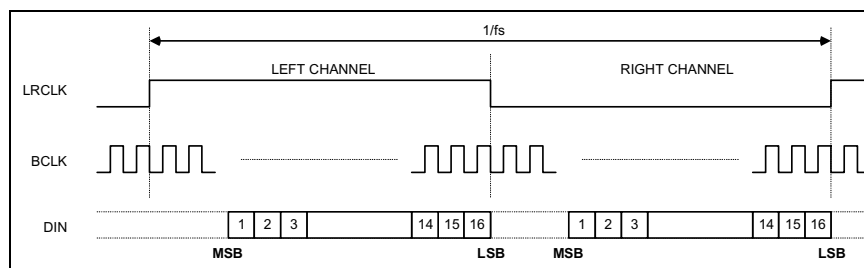 1/fs
LEFT CHANNEL RIGHT CHANNEL
LRCLK
BCLK
DIN 1 2 3 14 15 16 1 2 3 14 15 16
MSB LSB MSB LSB